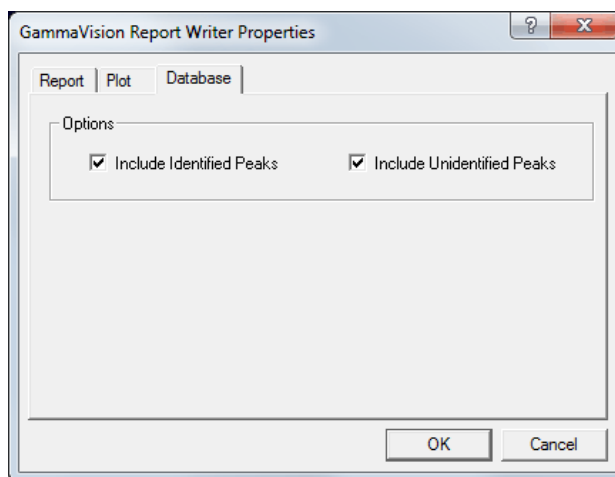 GammaVision Report Writer Properties
Report Plot Database
Options
Include Identified Peaks Include Unidentified Peaks
OK Cancel